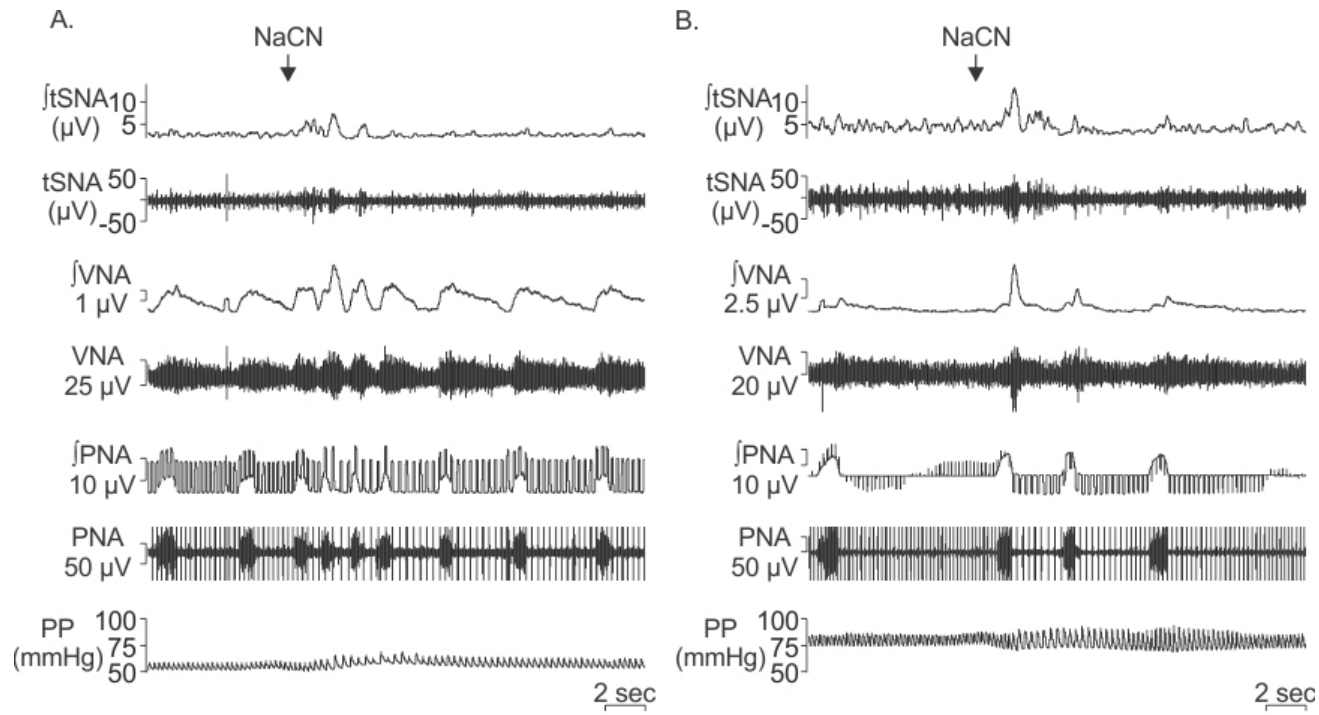 A.
NaCN
∫tSNA 10
(µV) 5
tSNA 50
(µV) -50
∫VNA
1 µV
VNA
25 µV
∫PNA
10 µV
PNA
50 µV
PP 100
(mmHg) 75
50
2 sec
B.
NaCN
∫tSNA 10
(µV) 5
tSNA 50
(µV) -50
∫VNA
2.5 µV
VNA
20 µV
∫PNA
10 µV
PNA
50 µV
PP 100
(mmHg) 75
50
2 sec